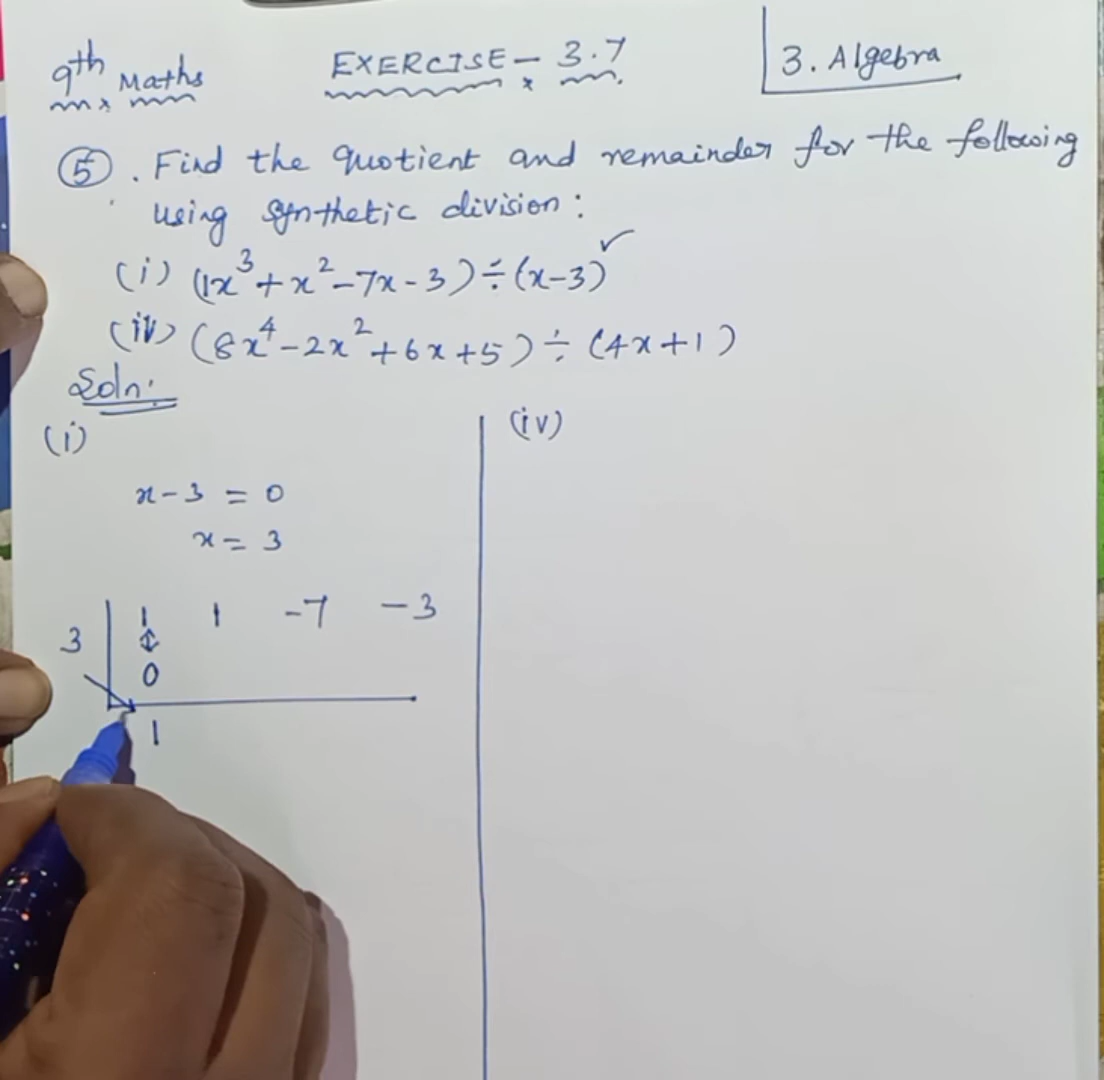 9th Maths EXERCISE - 3.7 3. Algebra
⑤. Find the quotient and remainder for the following
using synthetic division:
(i) (1x³ + x² - 7x - 3) ÷ (x-3) ✓
(iv) (8x⁴ - 2x² + 6x + 5) ÷ (4x + 1)
Soln:
(i) (iv)
x - 3 = 0
x = 3
3 1 1 -7 -3
0
1